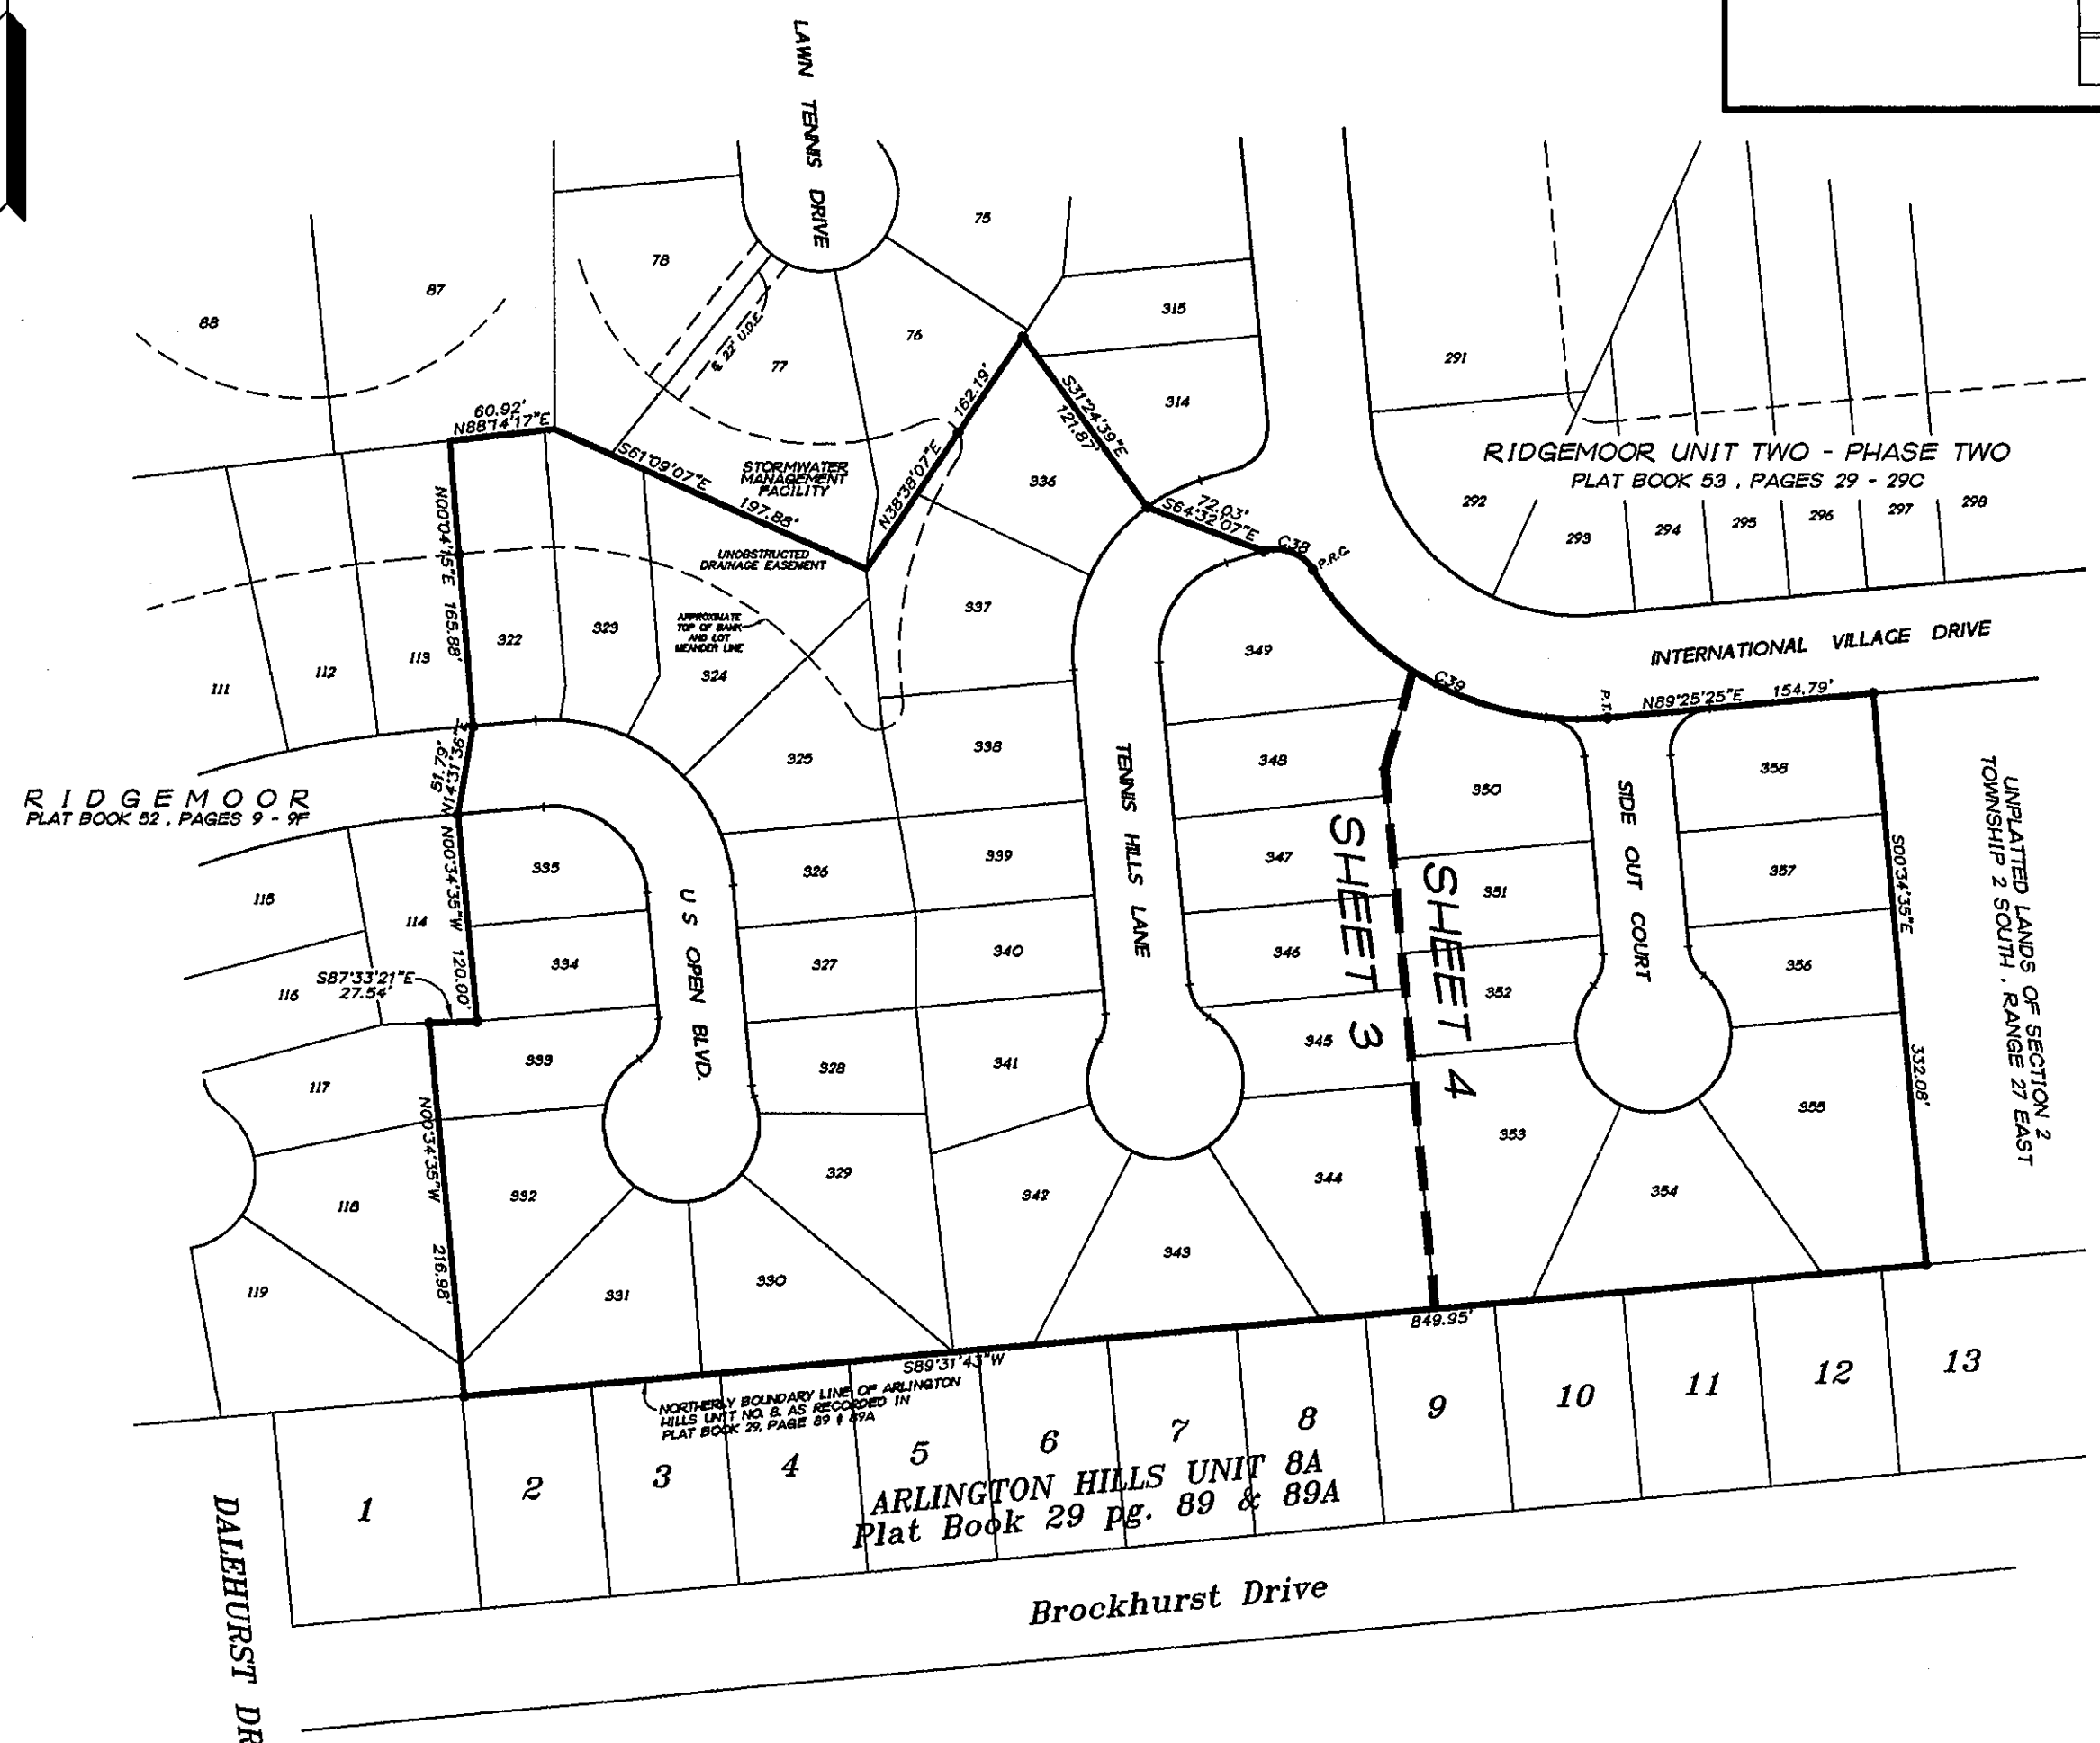 LAWN TENNIS DRIVE
75
78
87
88
315
76
77
℄ 22' U.D.E.
291
314
60.92'
N88°14'17"E
162.19'
S31°24'39"E
121.87'
RIDGEMOOR UNIT TWO - PHASE TWO
PLAT BOOK 53 , PAGES 29 - 29C
S61°09'07"E
197.88'
STORMWATER
MANAGEMENT
FACILITY
N38°38'07"E
336
292
293
294
295
296
297
298
72.03'
S64°32'07"E
C38
P.R.C.
N00°04'15"E 165.88'
UNOBSTRUCTED
DRAINAGE EASEMENT
APPROXIMATE
TOP OF BANK
AND LOT
MEANDER LINE
111
112
113
322
323
324
337
349
INTERNATIONAL VILLAGE DRIVE
C39
P.T.
N89°25'25"E 154.79'
51.79'
N14°31'36"E
325
338
348
350
358
RIDGEMOOR
PLAT BOOK 52 , PAGES 9 - 9F
TENNIS HILLS LANE
SIDE OUT COURT
UNPLATTED LANDS OF SECTION 2
TOWNSHIP 2 SOUTH , RANGE 27 EAST
SHEET 3
SHEET 4
N00°34'35"W 120.00'
335
326
339
347
351
357
S00°34'35"E
332.08'
115
114
U S OPEN BLVD.
334
327
340
346
352
356
116
S87°33'21"E
27.54'
333
328
341
345
117
N00°34'35"W
216.98'
353
355
118
332
329
342
344
354
119
331
330
343
849.95'
S89°31'43"W
NORTHERLY BOUNDARY LINE OF ARLINGTON
HILLS UNIT NO. 8. AS RECORDED IN
PLAT BOOK 29, PAGE 89 & 89A
1
2
3
4
5
6
7
8
9
10
11
12
13
ARLINGTON HILLS UNIT 8A
Plat Book 29 pg. 89 & 89A
Brockhurst Drive
DALEHURST DR